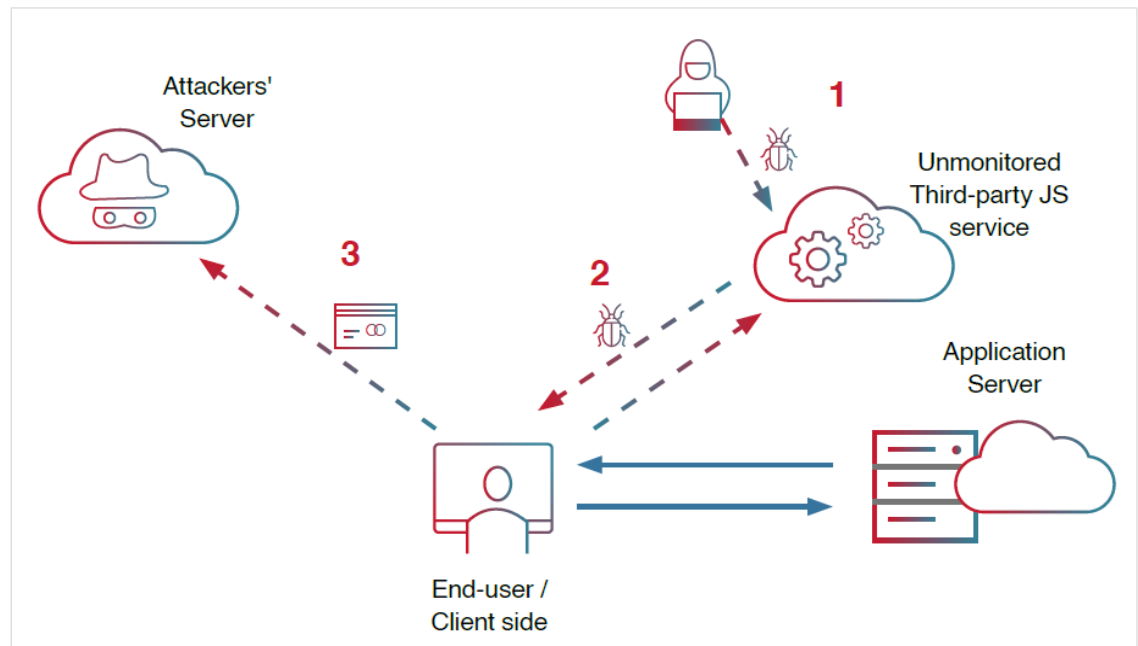 Attackers'
Server
1
Unmonitored
Third-party JS
service
3
2
Application
Server
End-user /
Client side